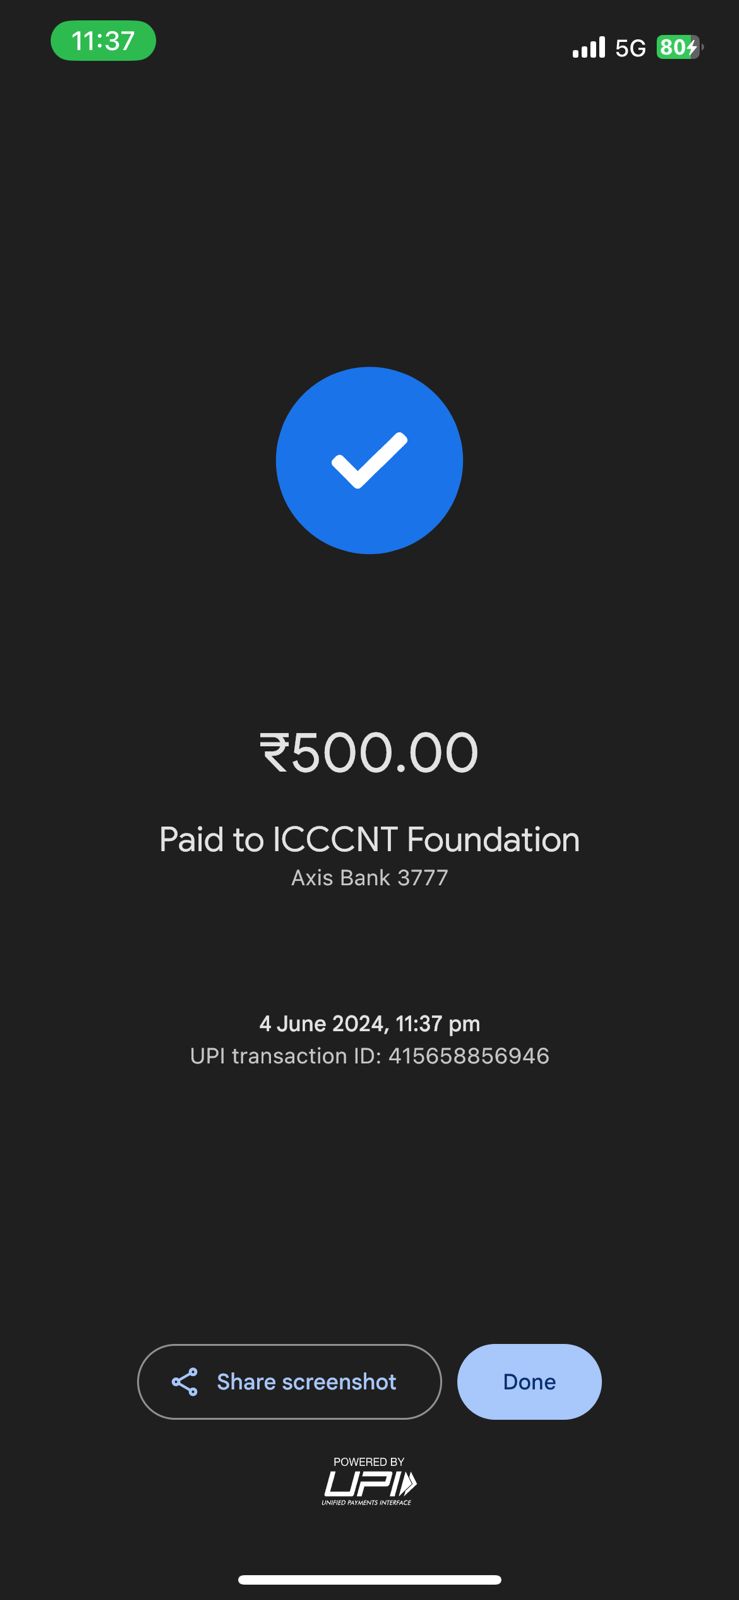 11:37
5G 80
₹500.00
Paid to ICCCNT Foundation
Axis Bank 3777
4 June 2024, 11:37 pm
UPI transaction ID: 415658856946
Share screenshot
Done
POWERED BY
UPI
UNIFIED PAYMENTS INTERFACE